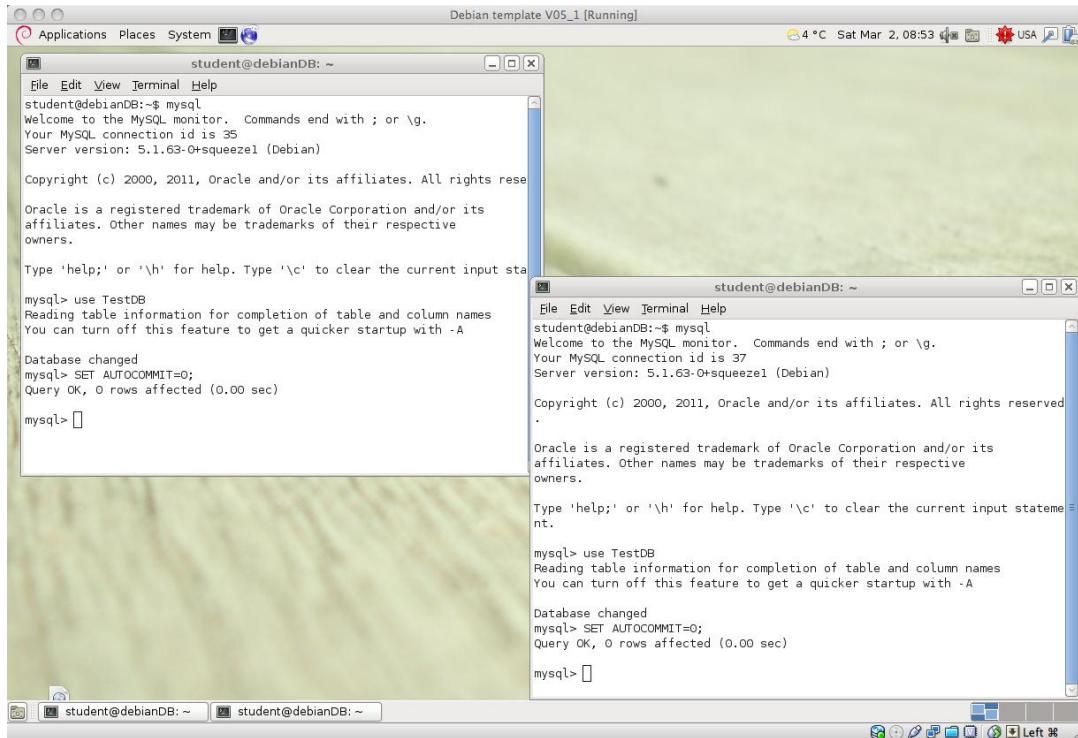 Debian template V05_1 [Running]
Applications Places System
4 °C Sat Mar 2, 08:53
USA
student@debianDB: ~
File Edit View Terminal Help
student@debianDB:~$ mysql
Welcome to the MySQL monitor.  Commands end with ; or \g.
Your MySQL connection id is 35
Server version: 5.1.63-0+squeeze1 (Debian)
Copyright (c) 2000, 2011, Oracle and/or its affiliates. All rights rese
Oracle is a registered trademark of Oracle Corporation and/or its
affiliates. Other names may be trademarks of their respective
owners.
Type 'help;' or '\h' for help. Type '\c' to clear the current input sta
mysql> use TestDB
Reading table information for completion of table and column names
You can turn off this feature to get a quicker startup with -A
Database changed
mysql> SET AUTOCOMMIT=0;
Query OK, 0 rows affected (0.00 sec)
mysql>
student@debianDB: ~
File Edit View Terminal Help
student@debianDB:~$ mysql
Welcome to the MySQL monitor.  Commands end with ; or \g.
Your MySQL connection id is 37
Server version: 5.1.63-0+squeeze1 (Debian)
Copyright (c) 2000, 2011, Oracle and/or its affiliates. All rights reserved
.
Oracle is a registered trademark of Oracle Corporation and/or its
affiliates. Other names may be trademarks of their respective
owners.
Type 'help;' or '\h' for help. Type '\c' to clear the current input stateme
nt.
mysql> use TestDB
Reading table information for completion of table and column names
You can turn off this feature to get a quicker startup with -A
Database changed
mysql> SET AUTOCOMMIT=0;
Query OK, 0 rows affected (0.00 sec)
mysql>
student@debianDB: ~
student@debianDB: ~
Left ⌘